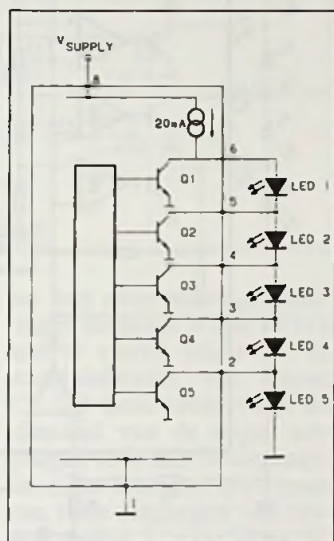 VSUPPLY
8
20mA
6
Q1
LED 1
5
Q2
LED 2
4
Q3
LED 3
3
Q4
LED 4
2
Q5
LED 5
1